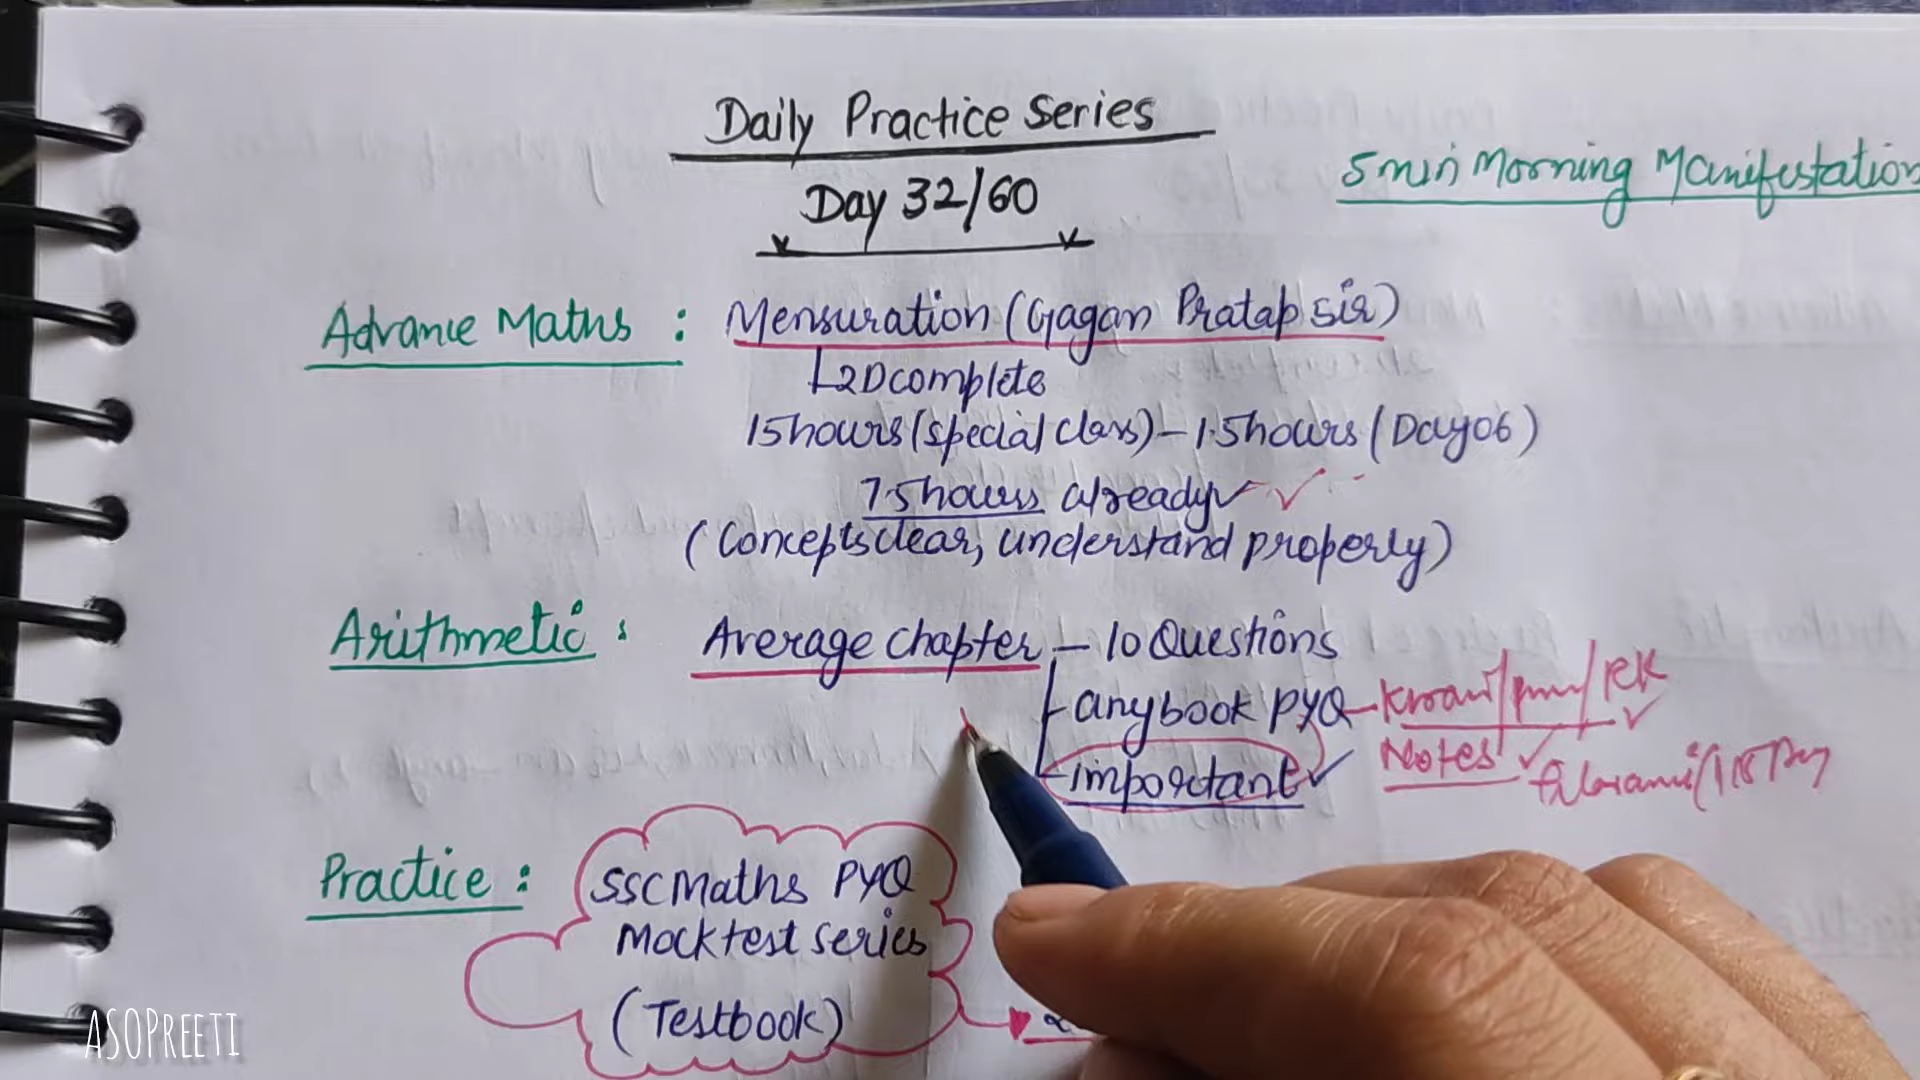 Daily Practice Series
Day 32/60
5 min Morning Manifestation
Advance Maths : Mensuration (Gagan Pratap sir)
2D complete
15 hours (special class) - 1.5 hours (Day 06)
7.5 hours already
(Concepts clear, understand properly)
Arithmetic : Average chapter - 10 Questions
any book PYQ - / RK
important Notes
Practice : SSC Maths PYQ
Mock test series
(Testbook)
ASOPREETI